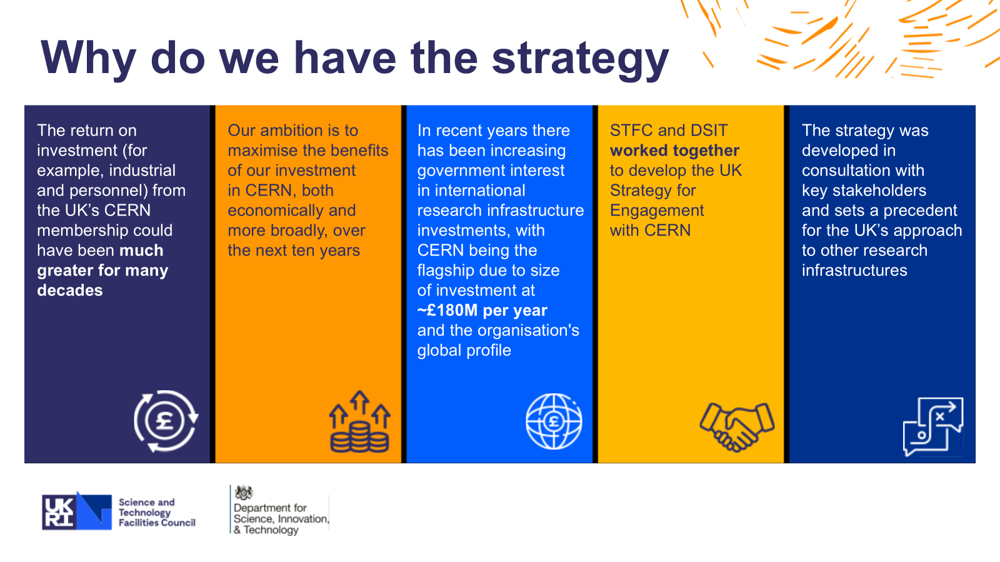 Why do we have the strategy
The return on
investment (for
example, industrial
and personnel) from
the UK’s CERN
membership could
have been much
greater for many
decades
£
Our ambition is to
maximise the benefits
of our investment
in CERN, both
economically and
more broadly, over
the next ten years
In recent years there
has been increasing
government interest
in international
research infrastructure
investments, with
CERN being the
flagship due to size
of investment at
~£180M per year
and the organisation's
global profile
£
STFC and DSIT
worked together
to develop the UK
Strategy for
Engagement
with CERN
The strategy was
developed in
consultation with
key stakeholders
and sets a precedent
for the UK’s approach
to other research
infrastructures
UK
RI
Science and
Technology
Facilities Council
Department for
Science, Innovation,
& Technology